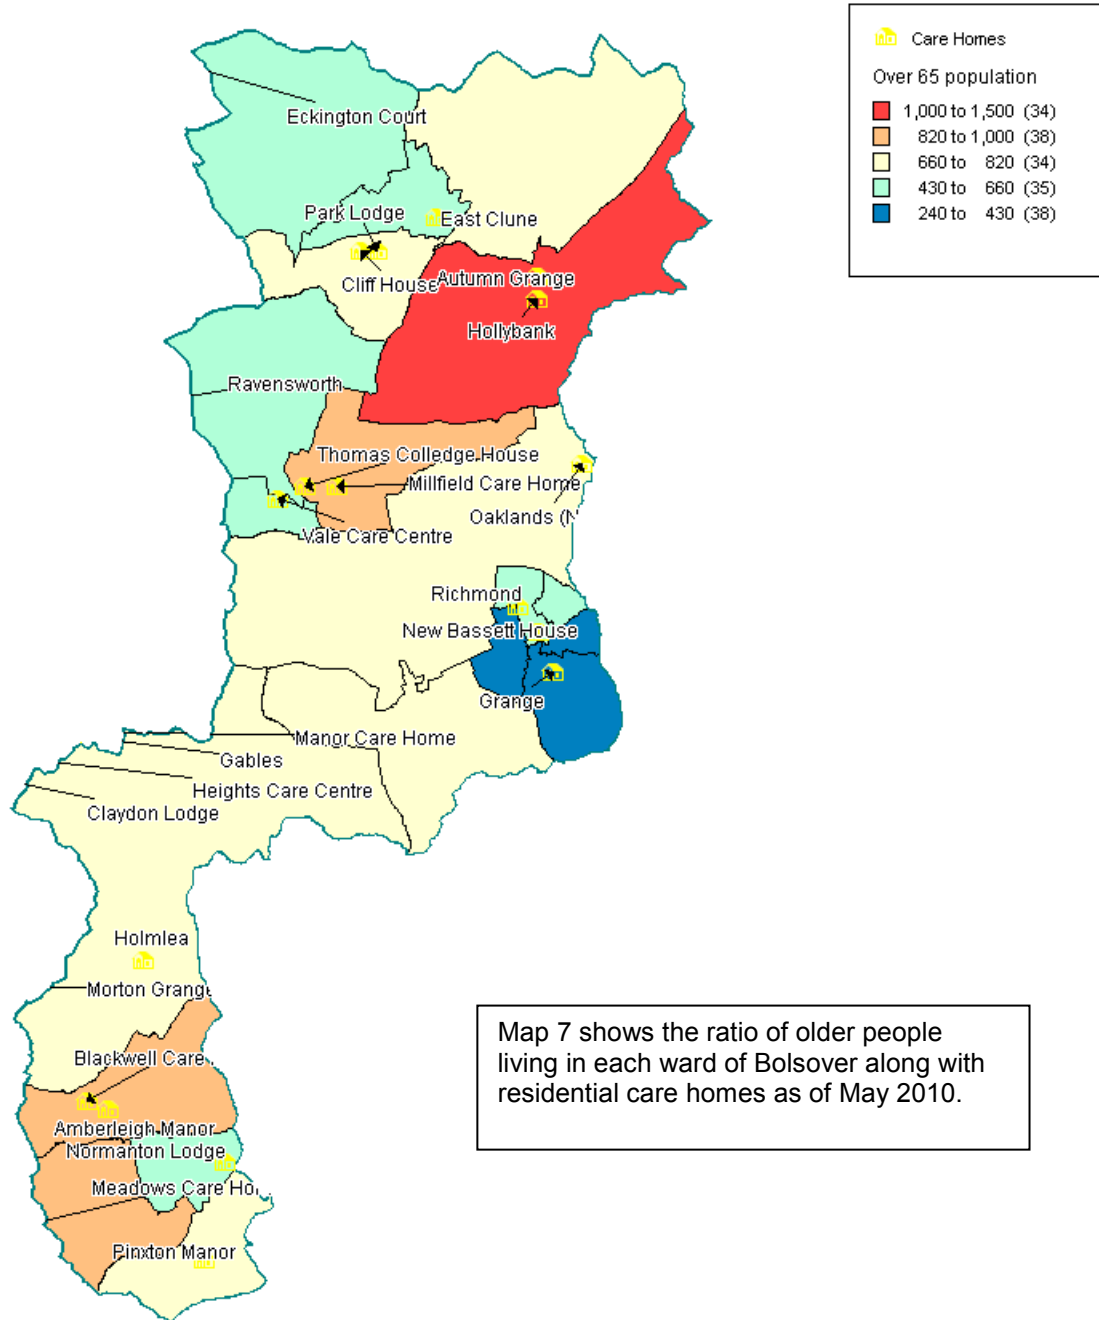 Care Homes
Over 65 population
1,000 to 1,500 (34)
820 to 1,000 (38)
660 to 820 (34)
430 to 660 (35)
240 to 430 (38)
Eckington Court
Park Lodge
East Clune
Cliff House
Autumn Grange
Hollybank
Ravensworth
Thomas Colledge House
Millfield Care Home
Oaklands (N
Vale Care Centre
Richmond
New Bassett House
Grange
Manor Care Home
Gables
Heights Care Centre
Claydon Lodge
Holmlea
Morton Grange
Blackwell Care
Amberleigh Manor
Normanton Lodge
Meadows Care Ho
Pinxton Manor
Map 7 shows the ratio of older people
living in each ward of Bolsover along with
residential care homes as of May 2010.